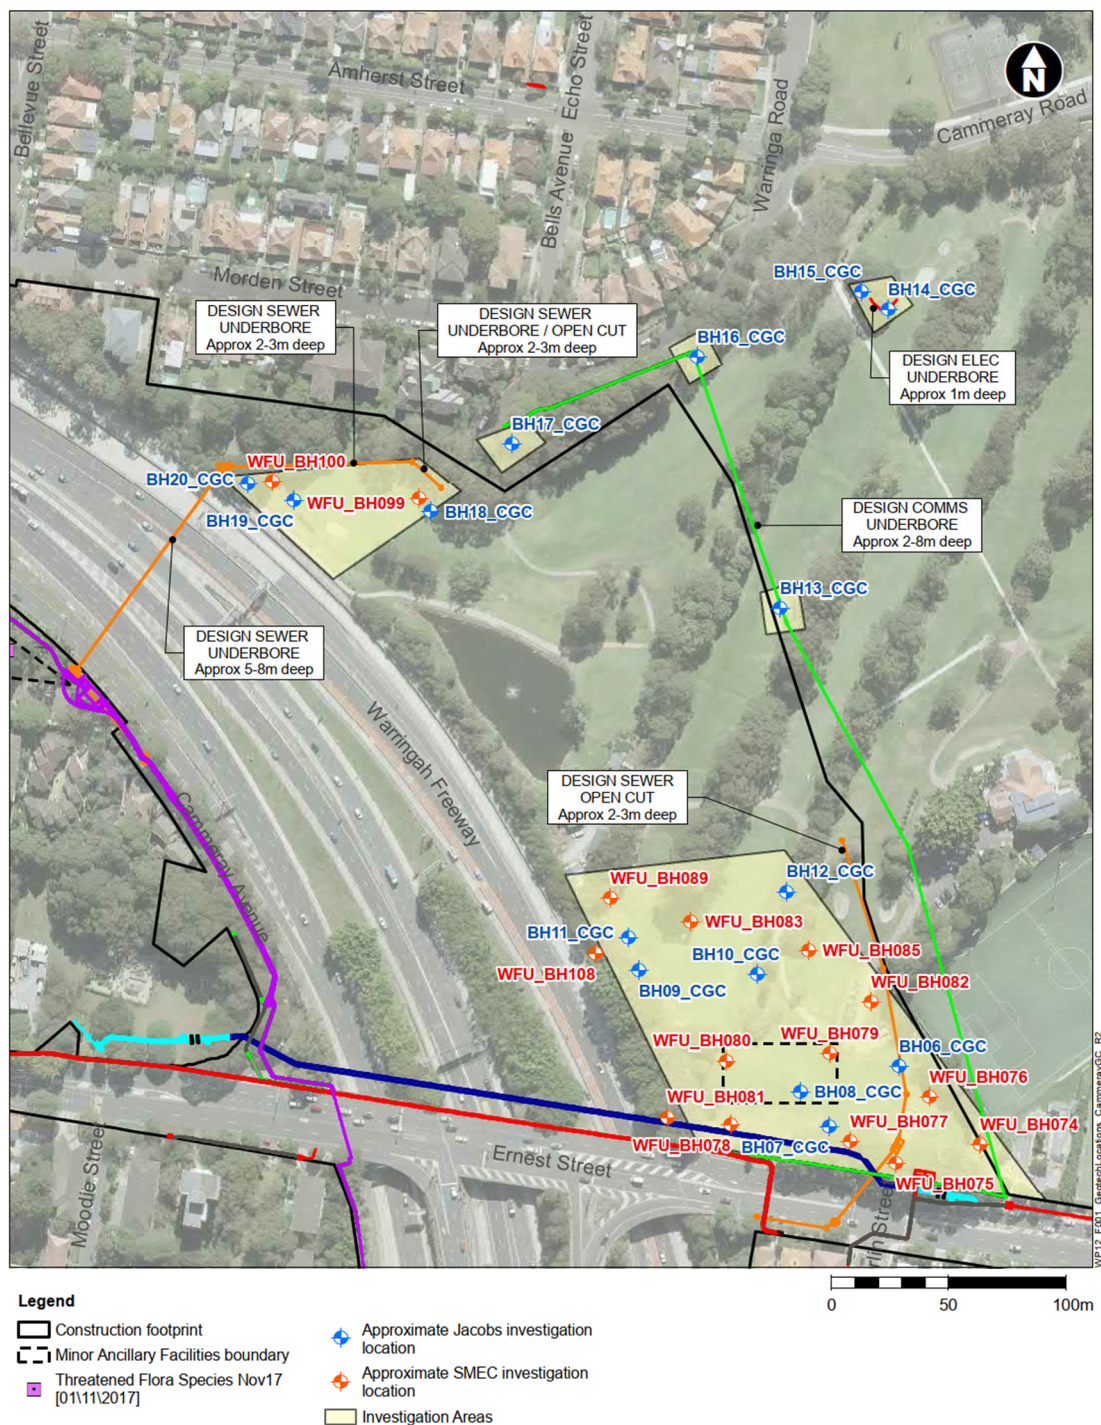 Bellevue Street
Amherst Street
Echo Street
Bells Avenue
Warringa Road
N
Cammeray Road
Morden Street
DESIGN SEWER
UNDERBORE
Approx 2-3m deep
DESIGN SEWER
UNDERBORE / OPEN CUT
Approx 2-3m deep
BH15_CGC
BH14_CGC
BH16_CGC
DESIGN ELEC
UNDERBORE
Approx 1m deep
BH17_CGC
WFU_BH100
BH20_CGC
WFU_BH099
BH19_CGC
BH18_CGC
DESIGN COMMS
UNDERBORE
Approx 2-8m deep
BH13_CGC
DESIGN SEWER
UNDERBORE
Approx 5-8m deep
Warringah Freeway
DESIGN SEWER
OPEN CUT
Approx 2-3m deep
Cammeray Avenue
BH12_CGC
WFU_BH089
WFU_BH083
BH11_CGC
BH10_CGC
WFU_BH085
WFU_BH108
BH09_CGC
WFU_BH082
WFU_BH080
WFU_BH079
BH06_CGC
WFU_BH076
WFU_BH081
BH08_CGC
WFU_BH077
WFU_BH074
WFU_BH078
BH07_CGC
WFU_BH075
Ernest Street
Moodie Street
rlin Street
WP12_F001_GeotechLocations_CammerayGC_R2
0 50 100m
Legend
Construction footprint
Minor Ancillary Facilities boundary
Threatened Flora Species Nov17
[01\11\2017]
Approximate Jacobs investigation
location
Approximate SMEC investigation
location
Investigation Areas